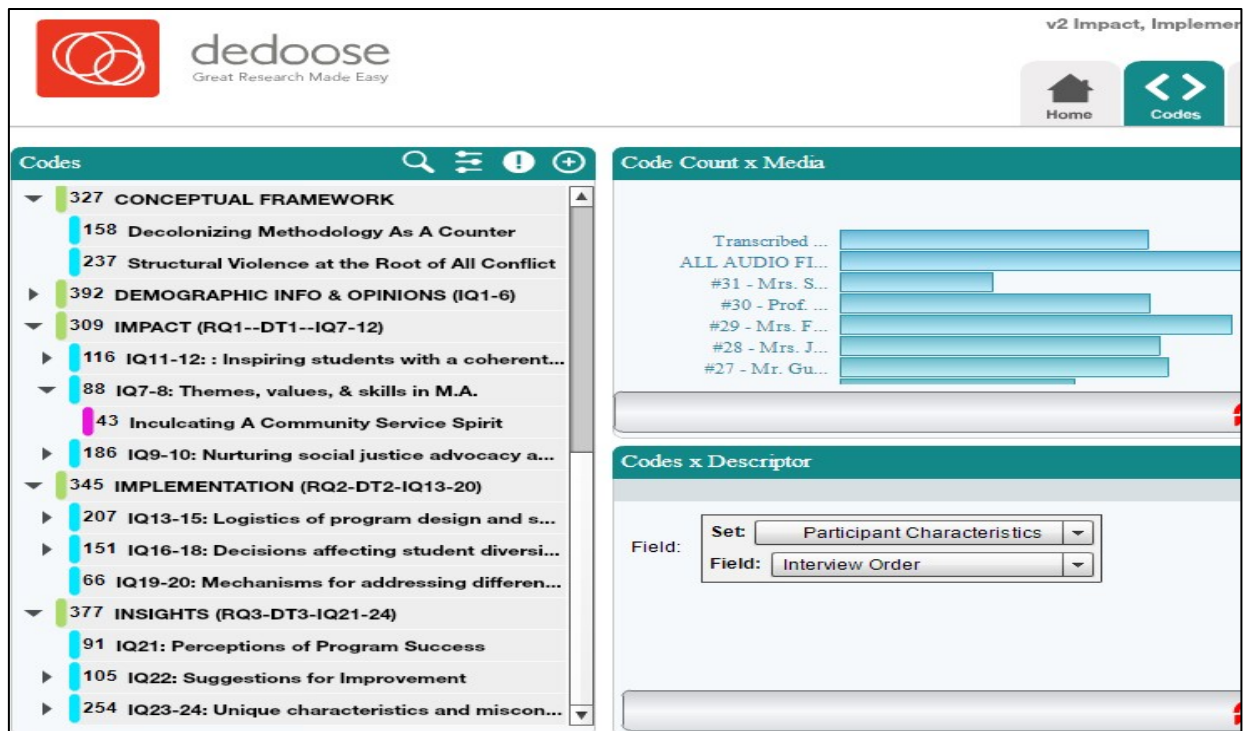 dedoose
Great Research Made Easy
v2 Impact, Implemen
Home
Codes
Codes
327 CONCEPTUAL FRAMEWORK
158 Decolonizing Methodology As A Counter
237 Structural Violence at the Root of All Conflict
392 DEMOGRAPHIC INFO & OPINIONS (IQ1-6)
309 IMPACT (RQ1--DT1--IQ7-12)
116 IQ11-12: : Inspiring students with a coherent...
88 IQ7-8: Themes, values, & skills in M.A.
43 Inculcating A Community Service Spirit
186 IQ9-10: Nurturing social justice advocacy a...
345 IMPLEMENTATION (RQ2-DT2-IQ13-20)
207 IQ13-15: Logistics of program design and s...
151 IQ16-18: Decisions affecting student diversi...
66 IQ19-20: Mechanisms for addressing differen...
377 INSIGHTS (RQ3-DT3-IQ21-24)
91 IQ21: Perceptions of Program Success
105 IQ22: Suggestions for Improvement
254 IQ23-24: Unique characteristics and miscon...
Code Count x Media
Transcribed ...
ALL AUDIO FI...
#31 - Mrs. S...
#30 - Prof. ...
#29 - Mrs. F...
#28 - Mrs. J...
#27 - Mr. Gu...
Codes x Descriptor
Field:
Set: Participant Characteristics
Field: Interview Order